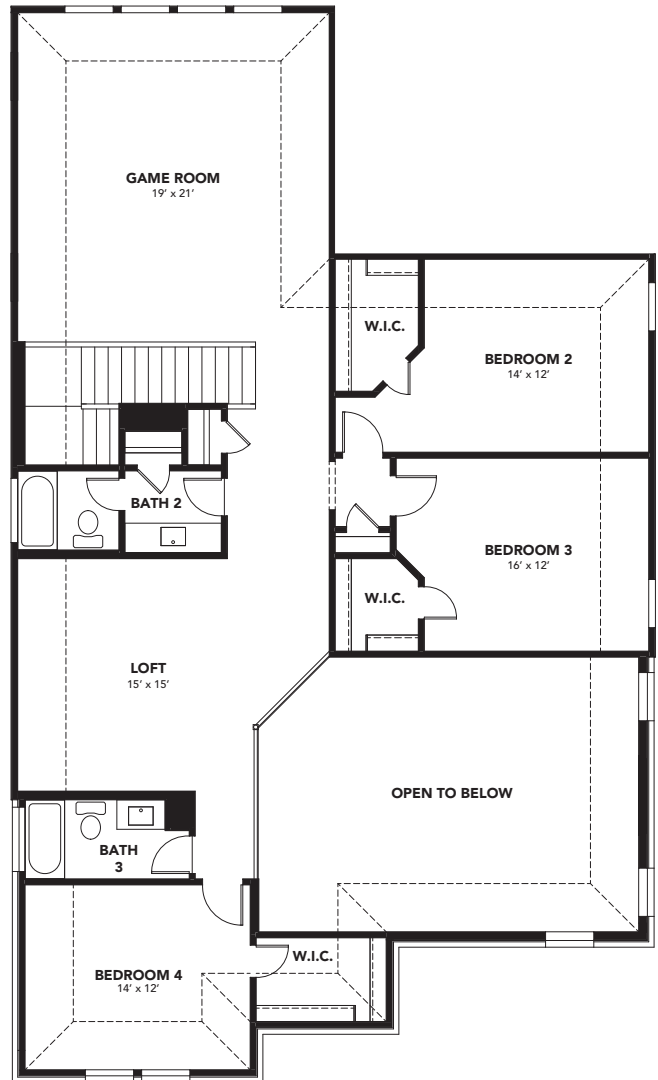 GAME ROOM
19' x 21'
W.I.C.
BEDROOM 2
14' x 12'
BATH 2
BEDROOM 3
16' x 12'
W.I.C.
LOFT
15' x 15'
OPEN TO BELOW
BATH
3
W.I.C.
BEDROOM 4
14' x 12'